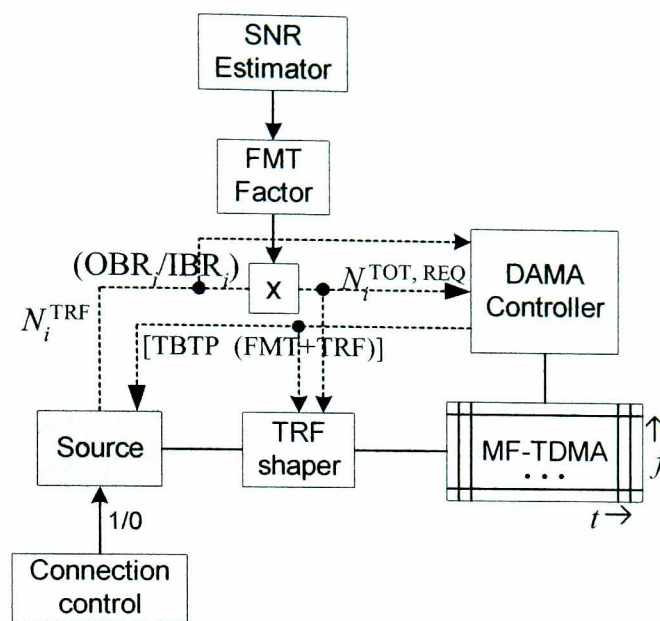 SNR
Estimator
FMT
Factor
(OBR_i/IBR_i)
X
N_i^{TOT, REQ}
DAMA
Controller
N_i^{TRF}
[TBTP (FMT+TRF)]
Source
TRF
shaper
MF-TDMA
...
f
t
1/0
Connection
control